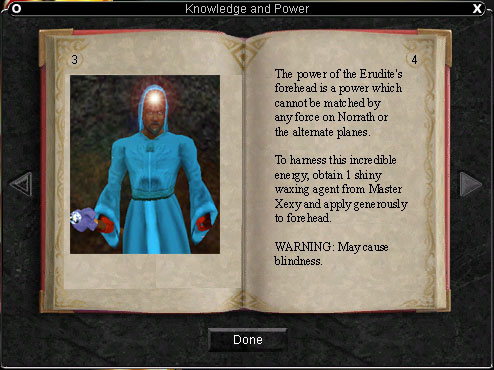 O
Knowledge and Power
X
3
4
The power of the Erudite's
forehead is a power which
cannot be matched by
any force on Norrath or
the alternate planes.
To harness this incredible
energy, obtain 1 shiny
waxing agent from Master
Xexy and apply generously
to forehead.
WARNING: May cause
blindness.
Done